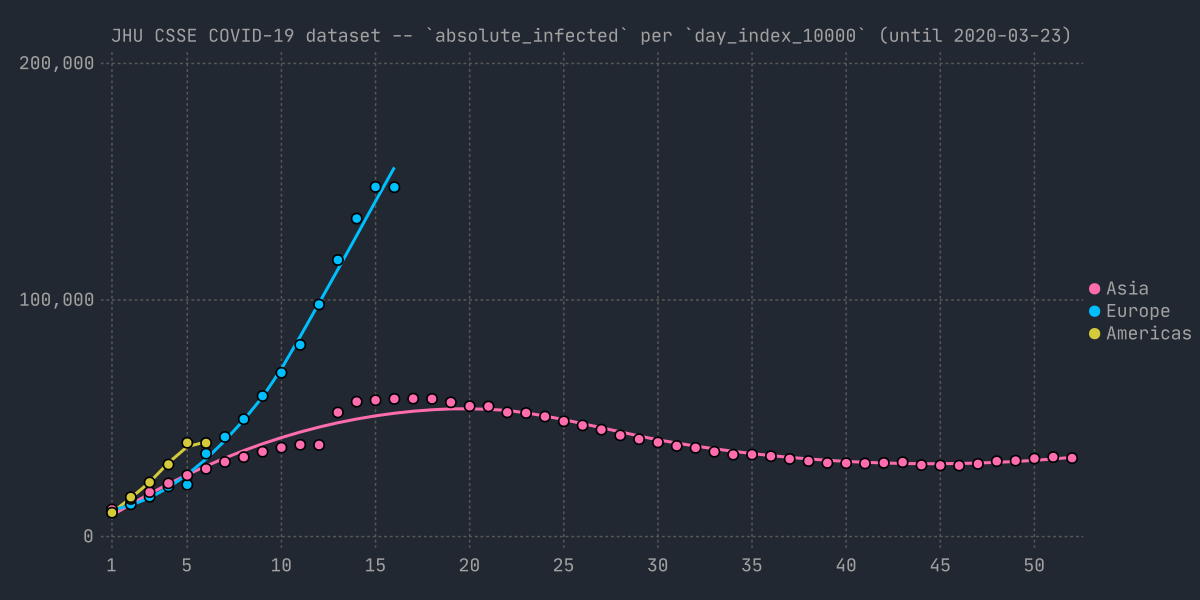 JHU CSSE COVID-19 dataset -- `absolute_infected` per `day_index_10000` (until 2020-03-23)
200,000
100,000
0
Asia
Europe
Americas
1 5 10 15 20 25 30 35 40 45 50